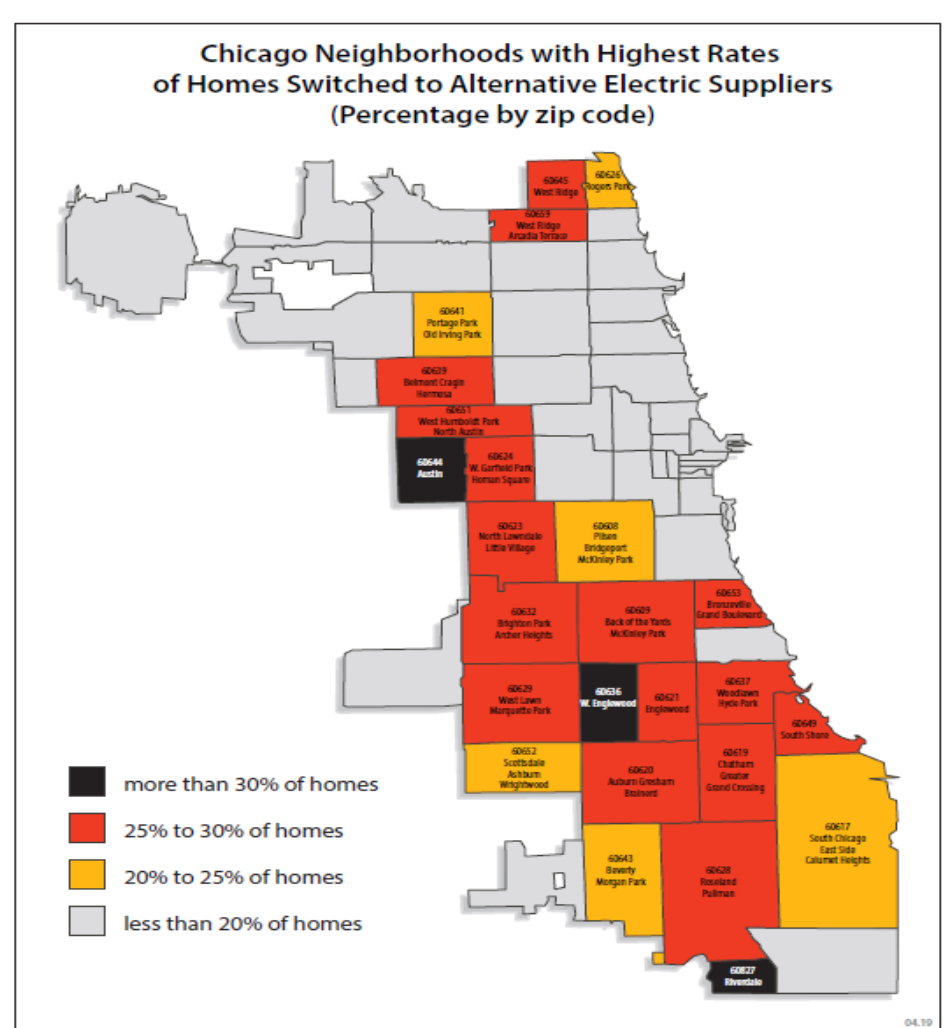 Chicago Neighborhoods with Highest Rates
of Homes Switched to Alternative Electric Suppliers
(Percentage by zip code)
60645
West Ridge
60626
Rogers Park
60659
West Ridge
Arcadia Terrace
60641
Portage Park
Old Irving Park
60639
Belmont Cragin
Hermosa
60651
West Humboldt Park
North Austin
60644
Austin
60624
W. Garfield Park
Homan Square
60623
North Lawndale
Little Village
60608
Pilsen
Bridgeport
McKinley Park
60653
Bronzeville
Grand Boulevard
60632
Brighton Park
Archer Heights
60609
Back of the Yards
McKinley Park
60629
West Lawn
Marquette Park
60636
W. Englewood
60621
Englewood
60637
Woodlawn
Hyde Park
60649
South Shore
60652
Scottsdale
Ashburn
Wrightwood
60620
Auburn Gresham
Brainerd
60619
Chatham
Greater
Grand Crossing
60617
South Chicago
East Side
Calumet Heights
60643
Beverly
Morgan Park
60628
Roseland
Pullman
60827
Riverdale
more than 30% of homes
25% to 30% of homes
20% to 25% of homes
less than 20% of homes
04.19